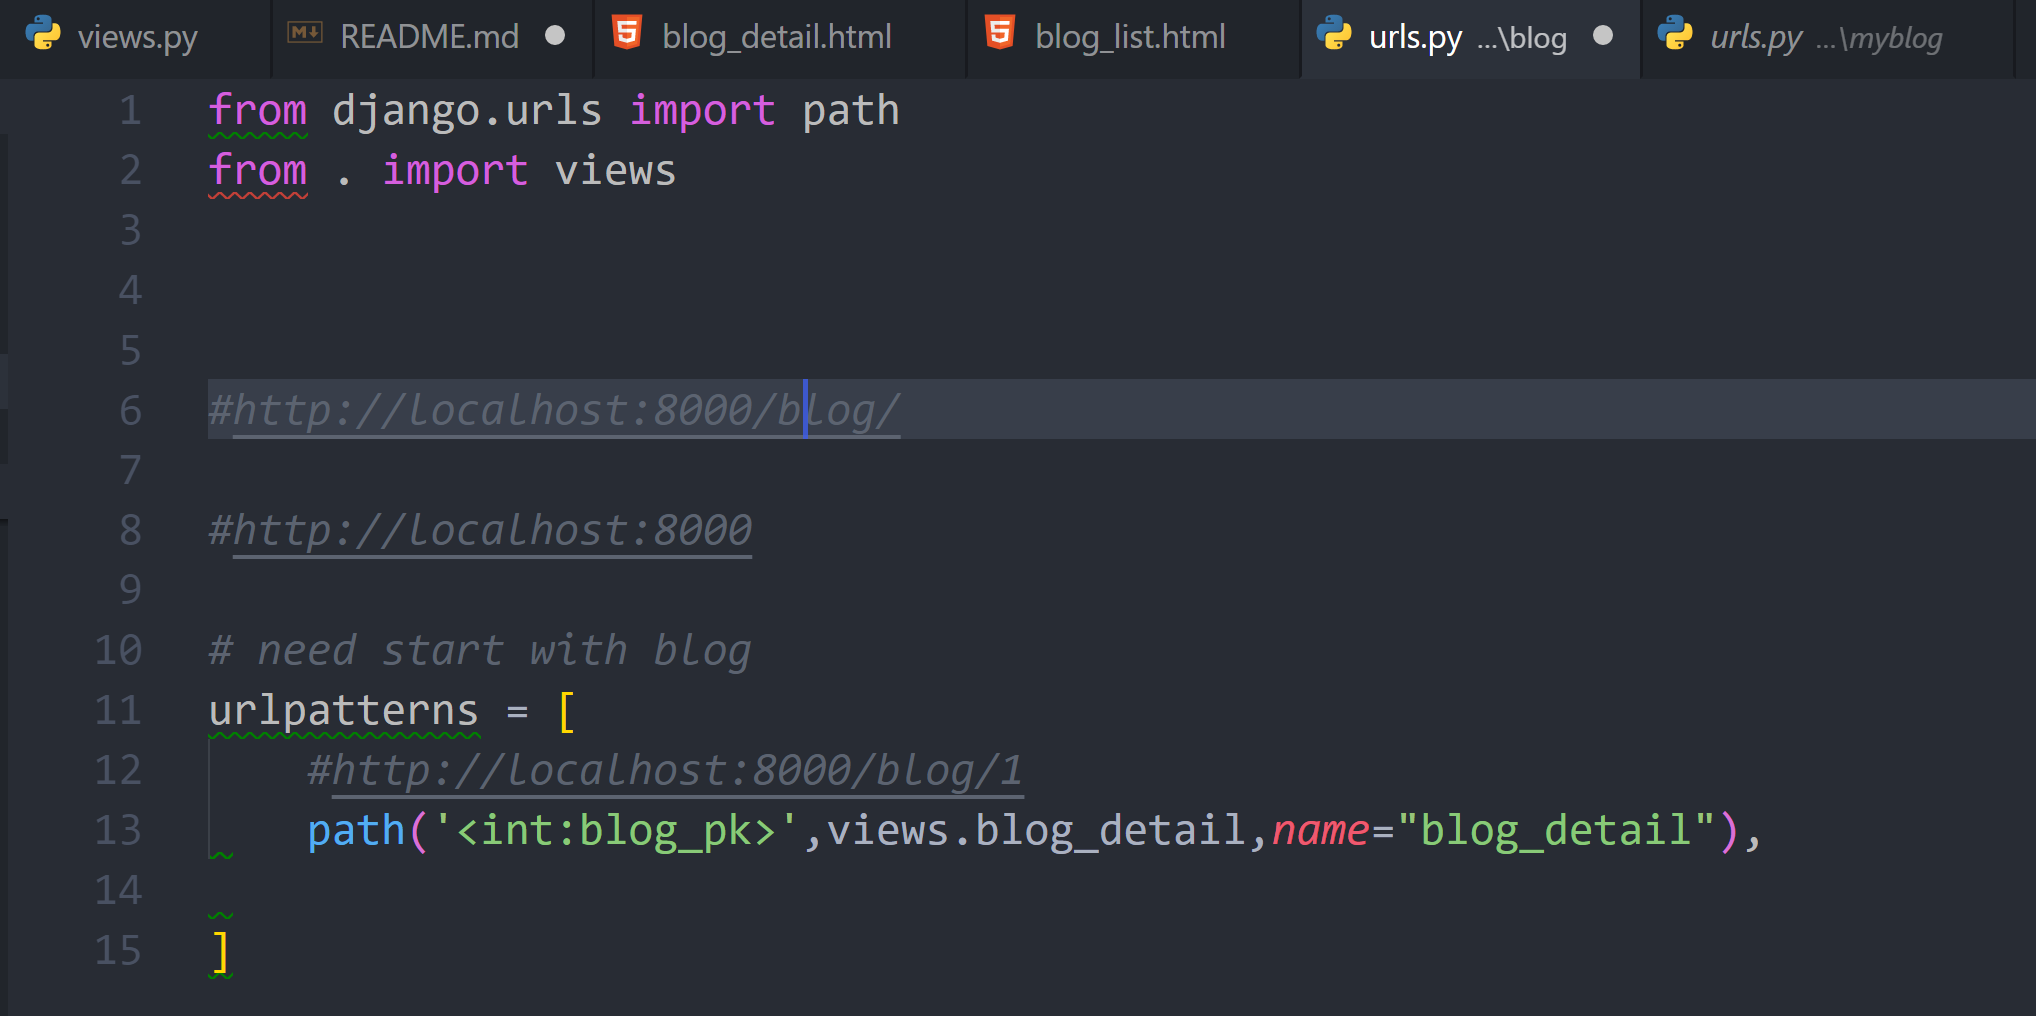 views.py README.md blog_detail.html blog_list.html urls.py ...\blog urls.py ...\myblog
1 from django.urls import path
2 from . import views
3
4
5
6 #http://localhost:8000/blog/
7
8 #http://localhost:8000
9
10 # need start with blog
11 urlpatterns = [
12     #http://localhost:8000/blog/1
13     path('<int:blog_pk>',views.blog_detail,name="blog_detail"),
14
15 ]